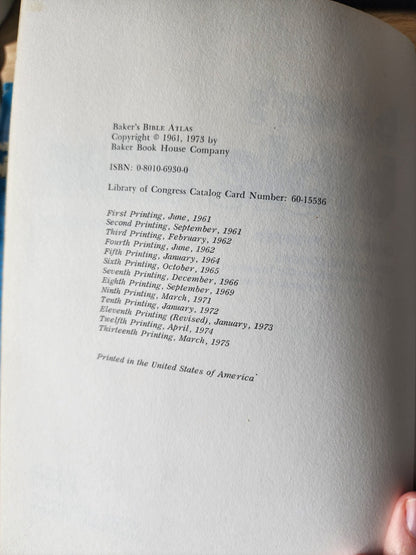 Baker's Bible Atlas
Copyright © 1961, 1973 by
Baker Book House Company
ISBN: 0-8010-6930-0
Library of Congress Catalog Card Number: 60-15536
First Printing, June, 1961
Second Printing, September, 1961
Third Printing, February, 1962
Fourth Printing, June, 1962
Fifth Printing, January, 1964
Sixth Printing, October, 1965
Seventh Printing, December, 1966
Eighth Printing, September, 1969
Ninth Printing, March, 1971
Tenth Printing, January, 1972
Eleventh Printing (Revised), January, 1973
Twelfth Printing, April, 1974
Thirteenth Printing, March, 1975
Printed in the United States of America